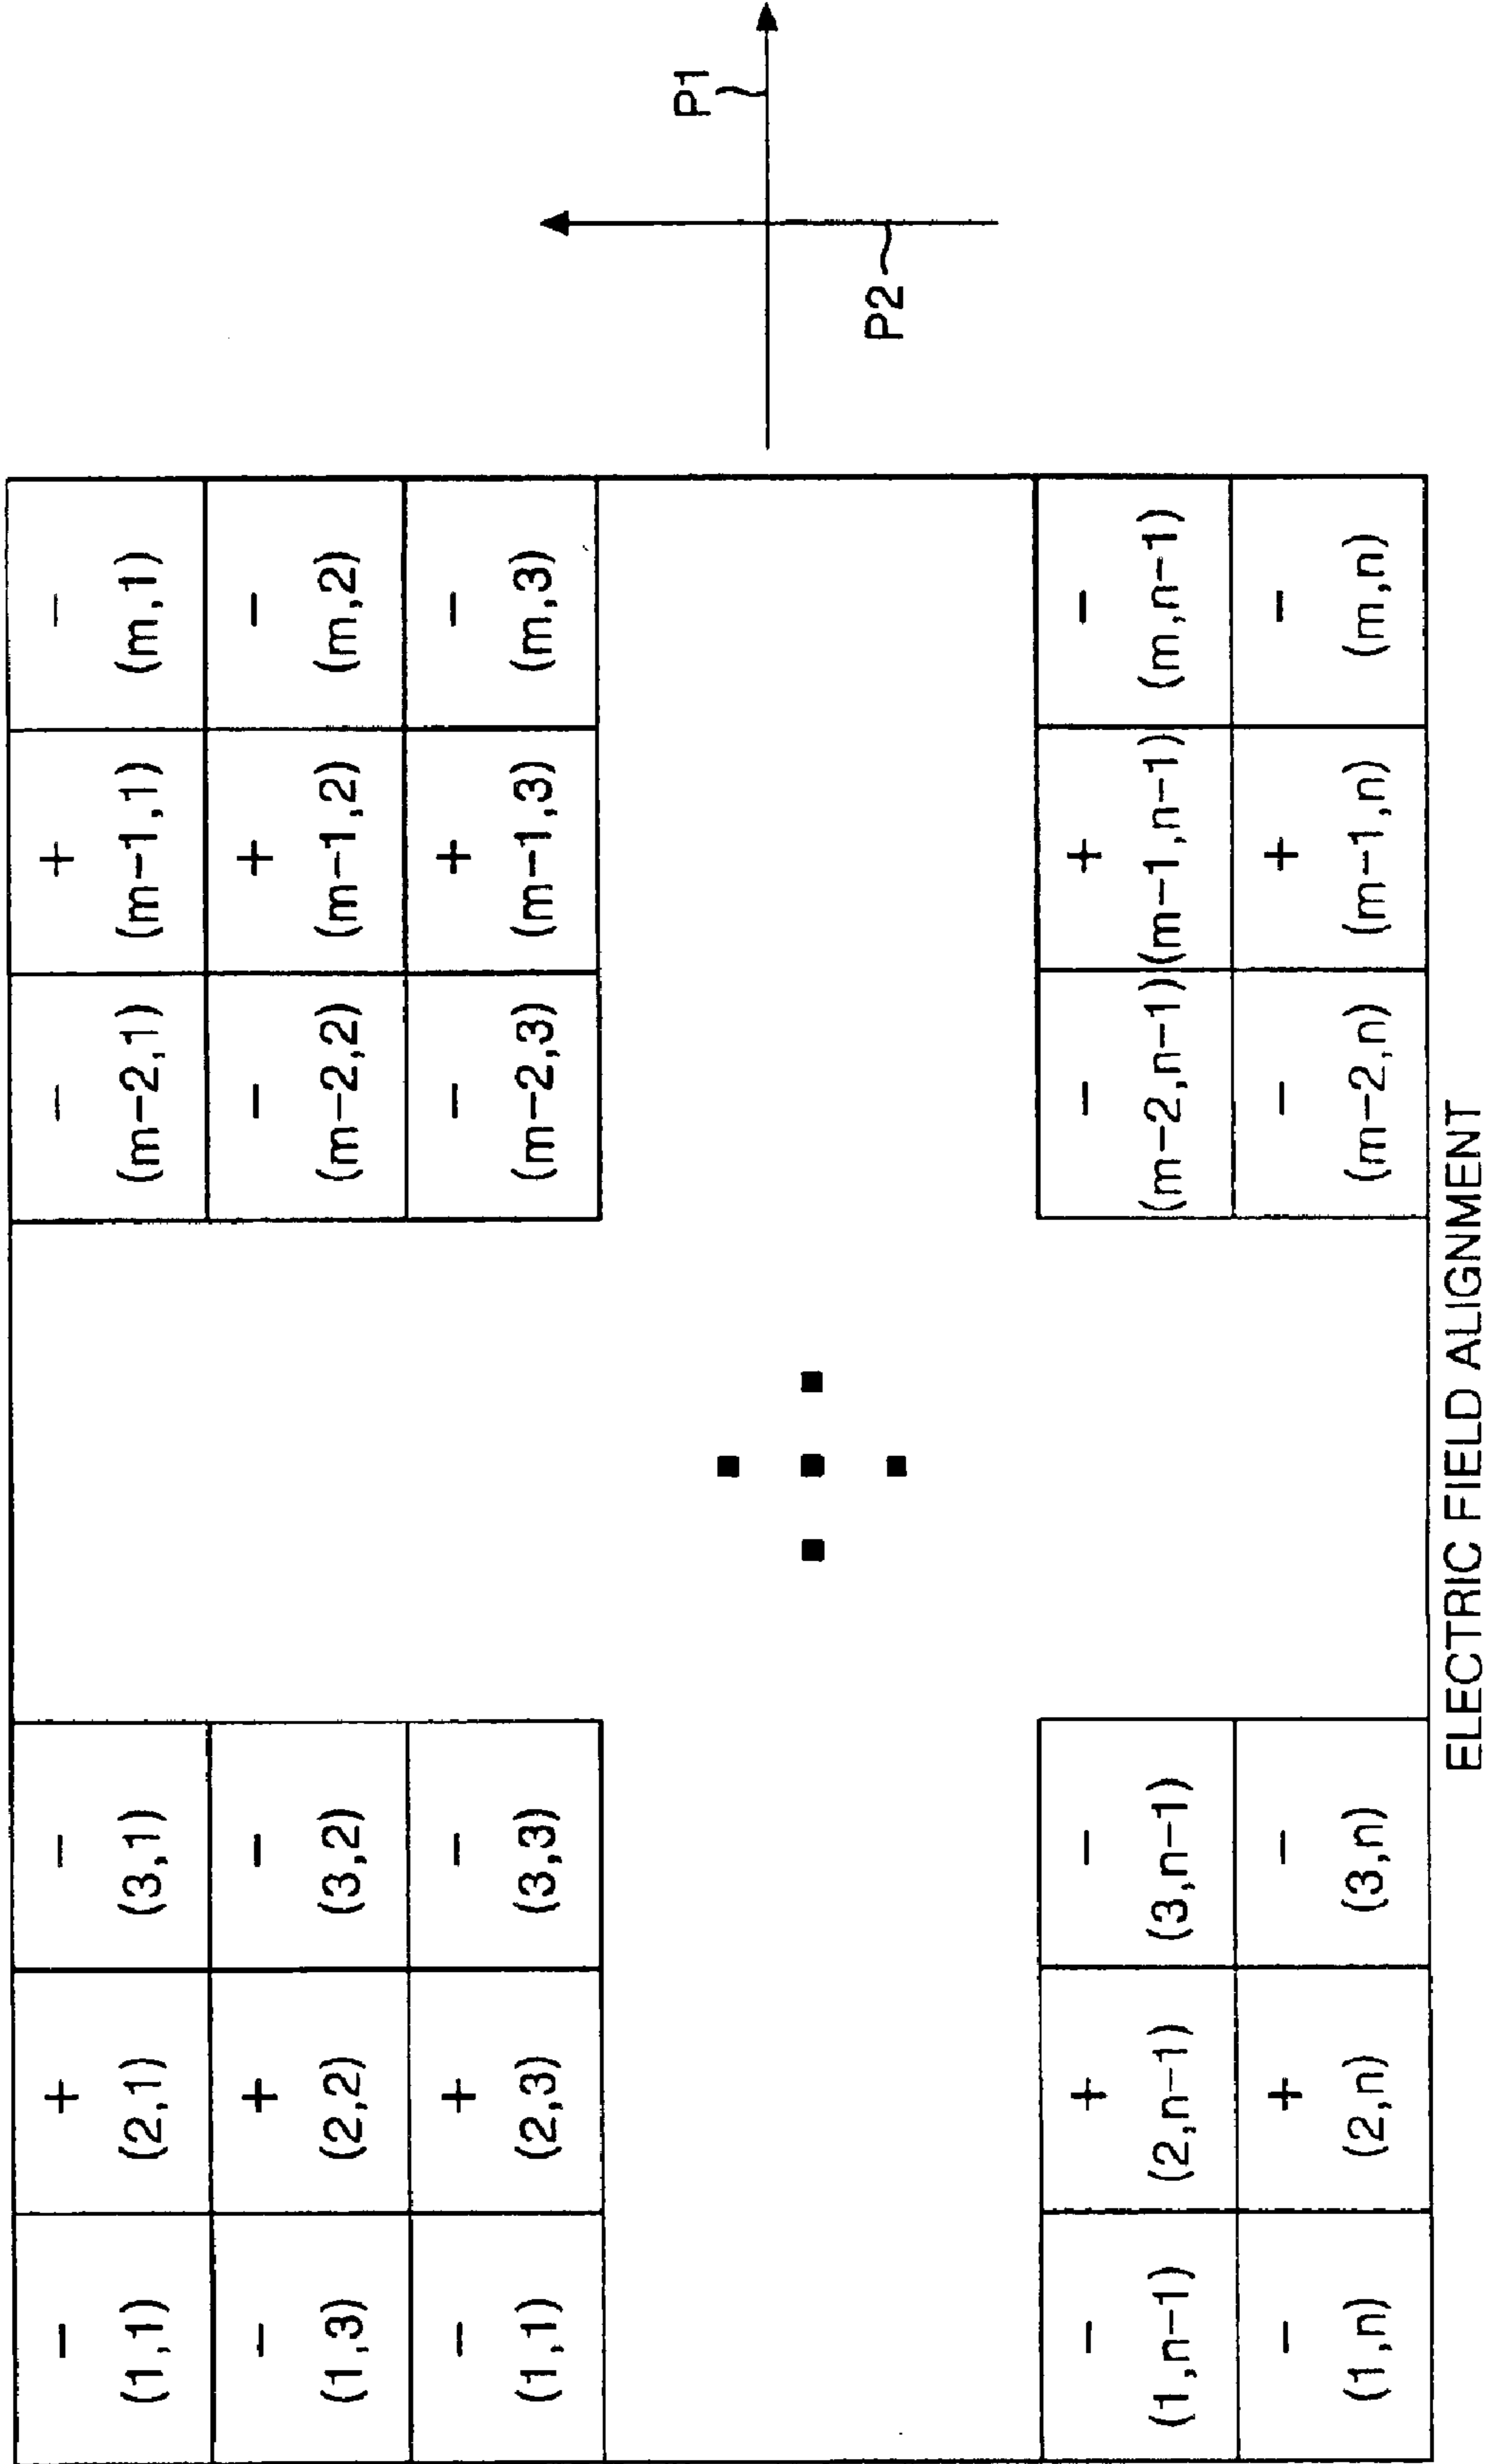 − + − − + −
(1,1) (2,1) (3,1) (m−2,1) (m−1,1) (m,1)
− + − − + −
(1,3) (2,2) (3,2) (m−2,2) (m−1,2) (m,2)
− + − − + −
(1,1) (2,3) (3,3) (m−2,3) (m−1,3) (m,3)
− + − − + −
(1,n−1) (2,n−1) (3,n−1) (m−2,n−1) (m−1,n−1) (m,n−1)
− + − − + −
(1,n) (2,n) (3,n) (m−2,n) (m−1,n) (m,n)
ELECTRIC FIELD ALIGNMENT
P1
P2